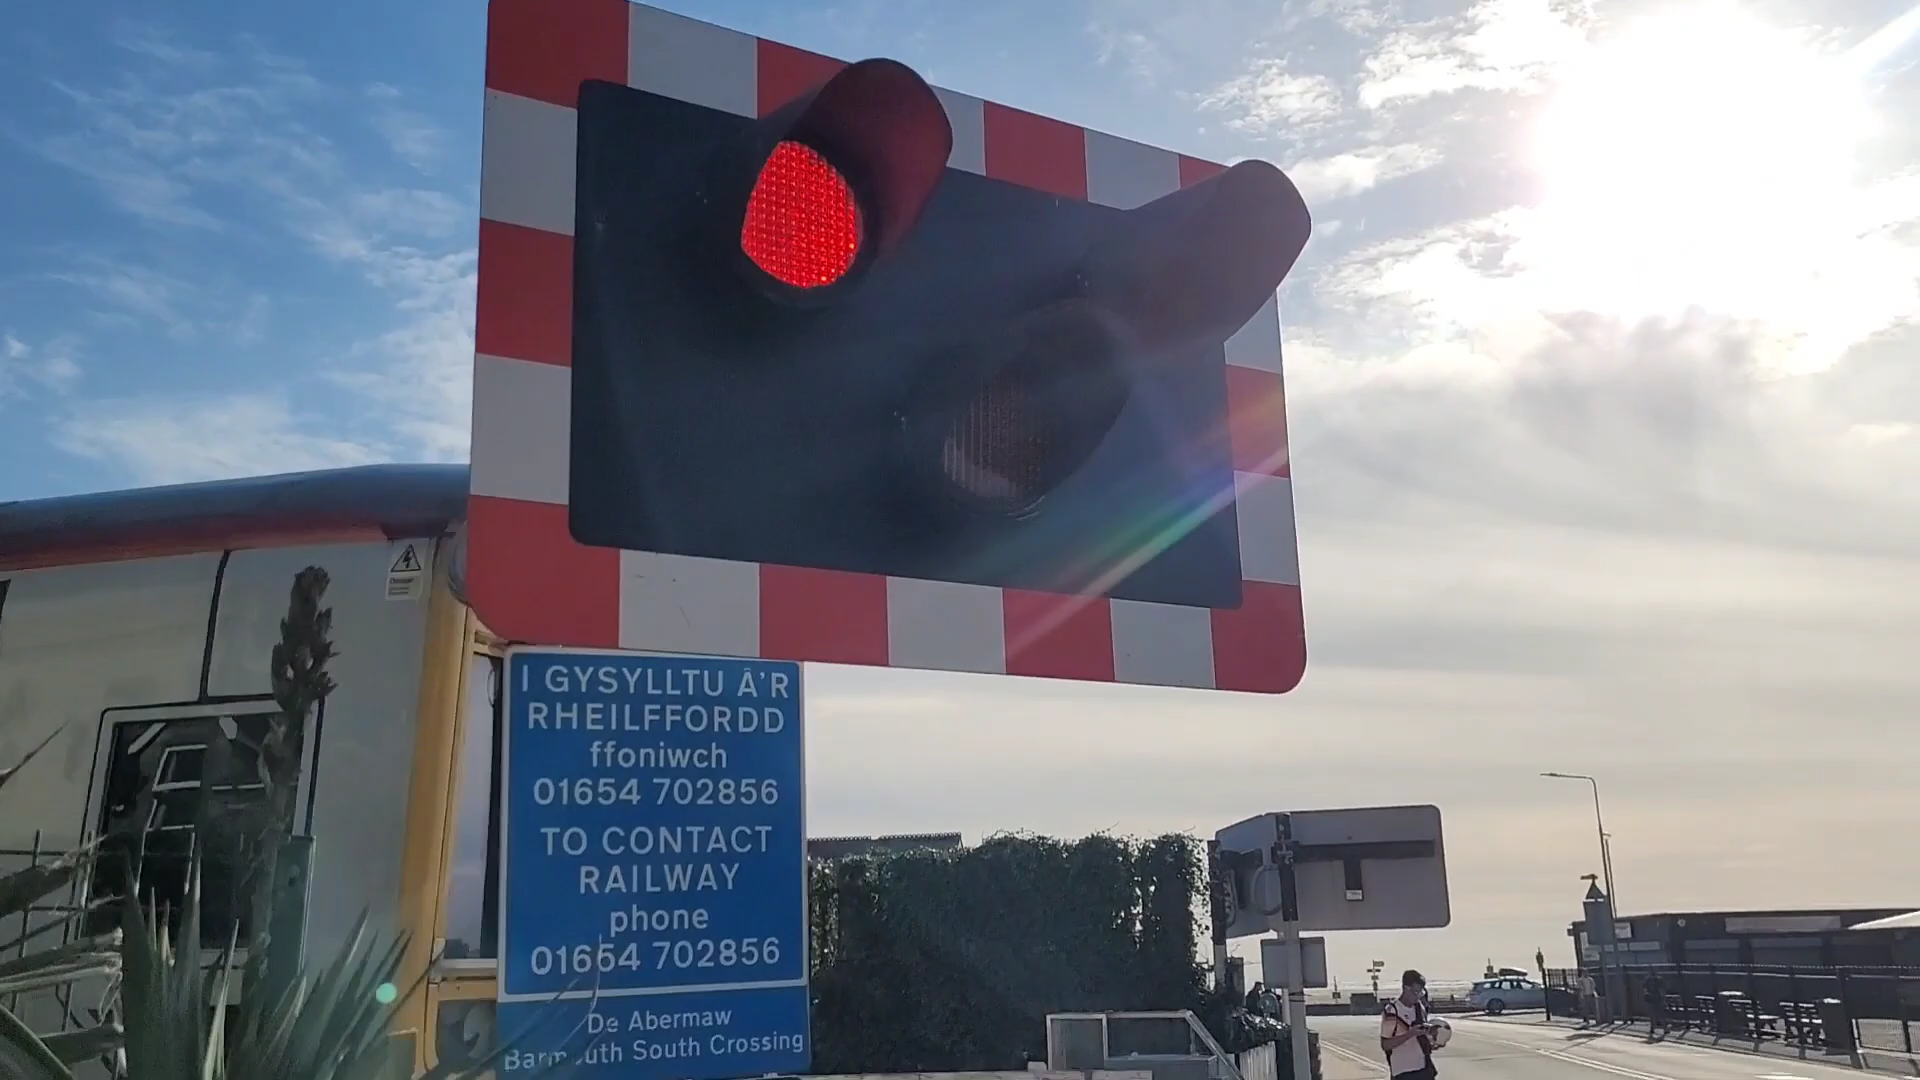 I GYSYLLTU Â'R
RHEILFFORDD
ffoniwch
01654 702856
TO CONTACT
RAILWAY
phone
01654 702856
De Abermaw
Barmouth South Crossing